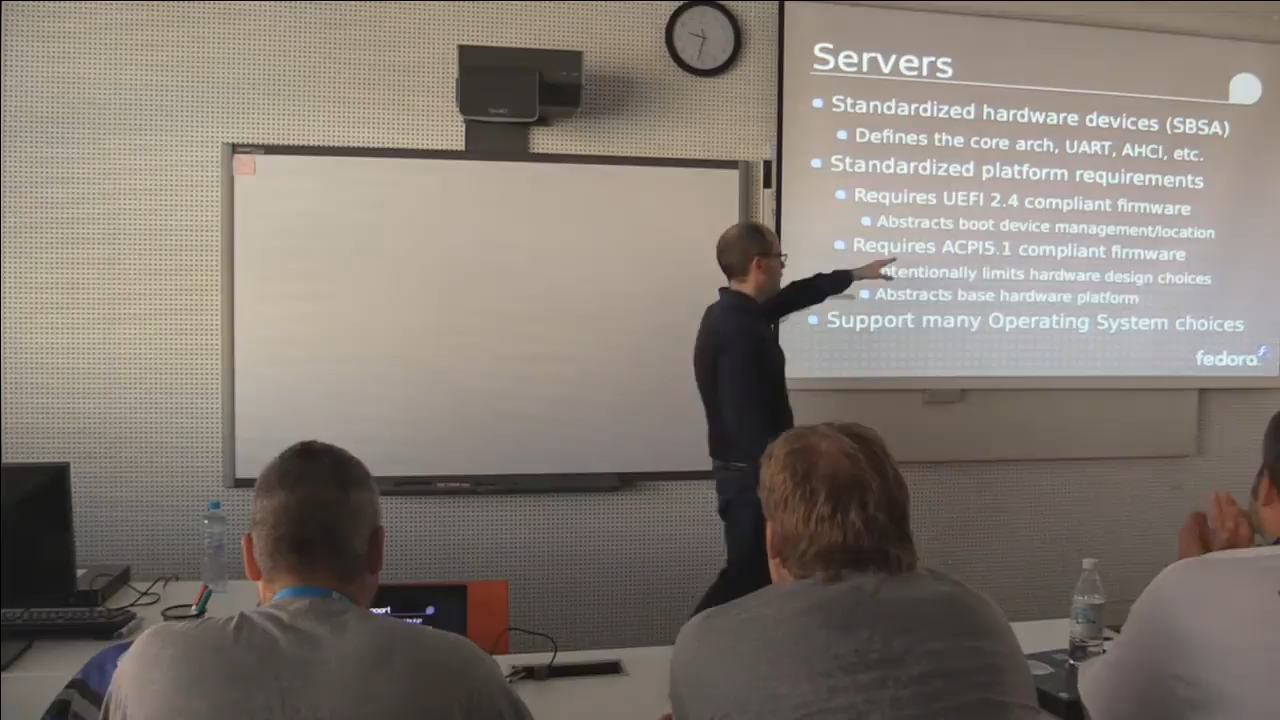 Servers
Standardized hardware devices (SBSA)
Defines the core arch, UART, AHCI, etc.
Standardized platform requirements
Requires UEFI 2.4 compliant firmware
Abstracts boot device management/location
Requires ACPI5.1 compliant firmware
ntentionally limits hardware design choices
Abstracts base hardware platform
Support many Operating System choices
fedora